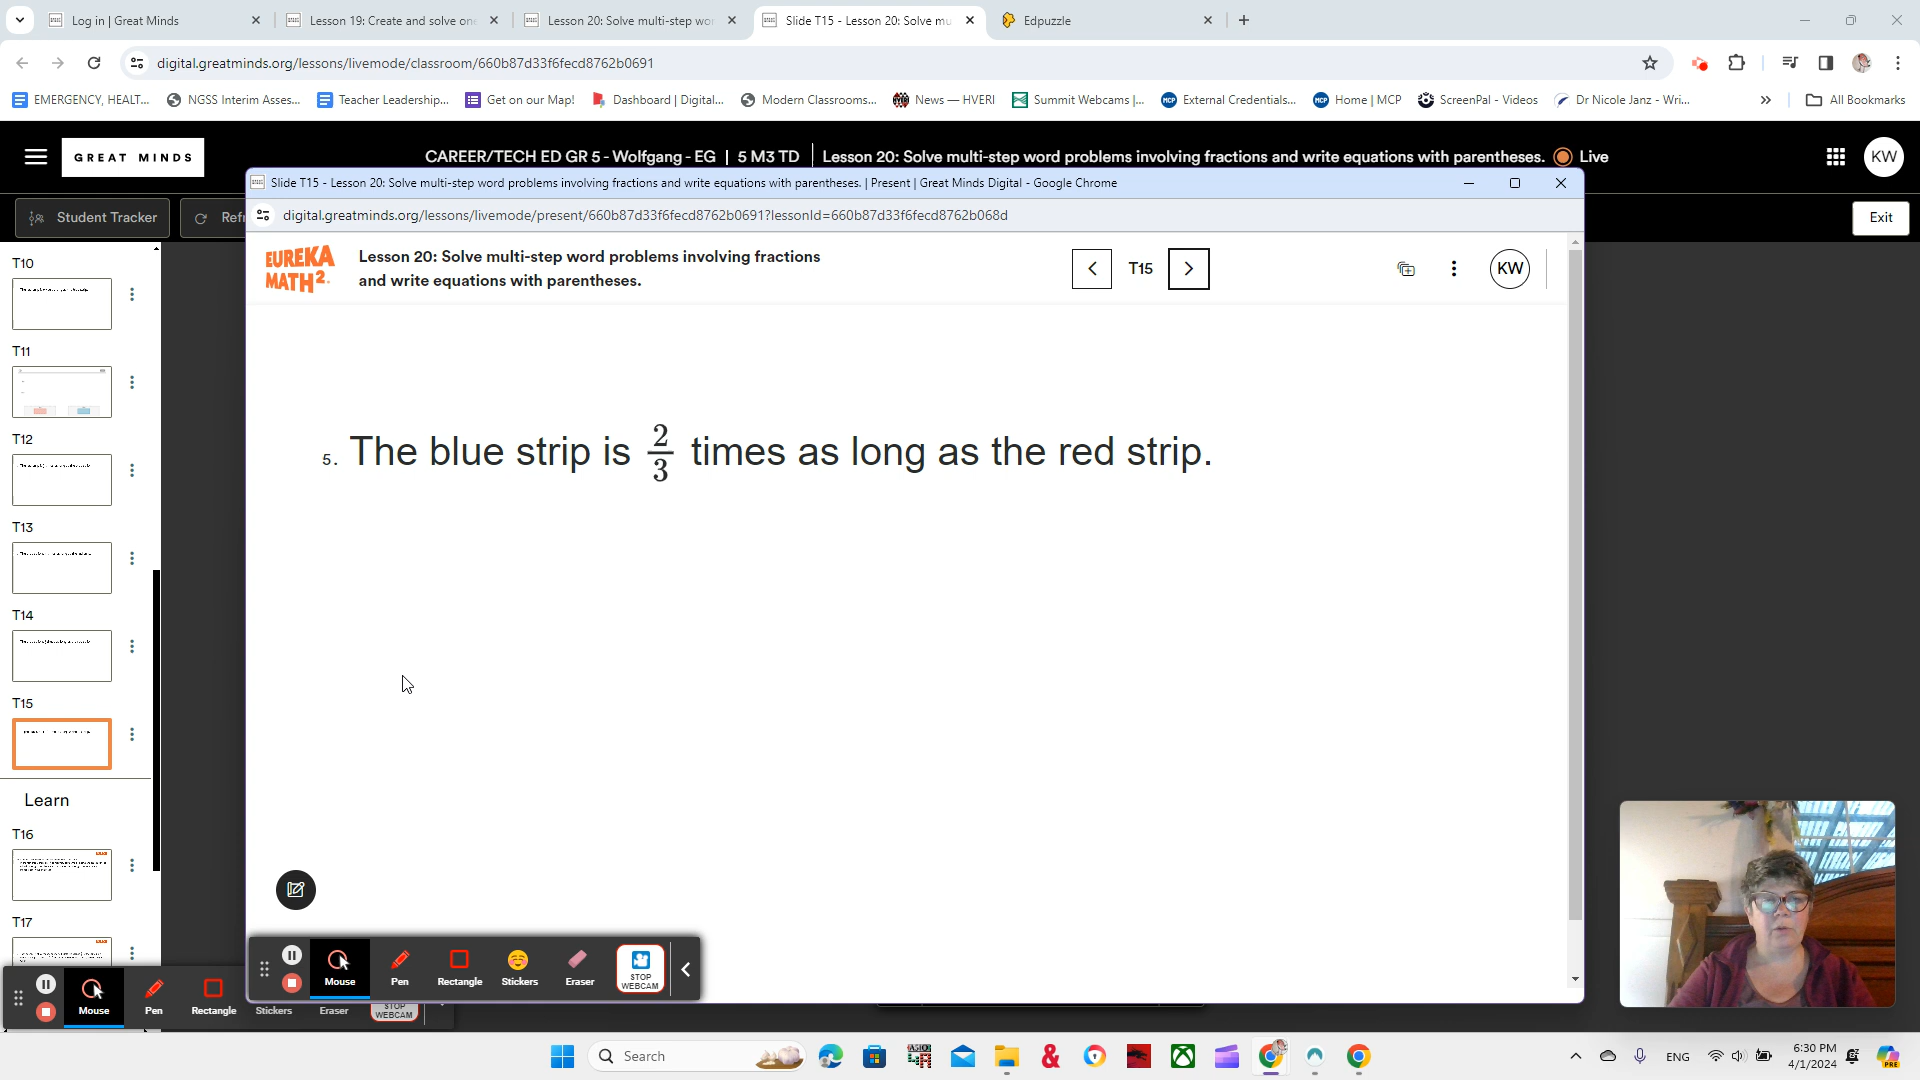 Log in | Great Minds
Lesson 19: Create and solve one
Lesson 20: Solve multi-step wor
Slide T15 - Lesson 20: Solve mu
Edpuzzle
digital.greatminds.org/lessons/livemode/classroom/660b87d33f6fecd8762b0691
EMERGENCY, HEALT...
NGSS Interim Asses...
Teacher Leadership...
Get on our Map!
Dashboard | Digital...
Modern Classrooms...
News — HVERI
Summit Webcams |...
External Credentials...
Home | MCP
ScreenPal - Videos
Dr Nicole Janz - Wri...
All Bookmarks
GREAT MINDS
CAREER/TECH ED GR 5 - Wolfgang - EG | 5 M3 TD
Lesson 20: Solve multi-step word problems involving fractions and write equations with parentheses.
Live
KW
Slide T15 - Lesson 20: Solve multi-step word problems involving fractions and write equations with parentheses. | Present | Great Minds Digital - Google Chrome
Student Tracker
Refr
digital.greatminds.org/lessons/livemode/present/660b87d33f6fecd8762b0691?lessonId=660b87d33f6fecd8762b068d
Exit
EUREKA
MATH²
Lesson 20: Solve multi-step word problems involving fractions
and write equations with parentheses.
T15
KW
T10
T11
T12
T13
T14
T15
Learn
T16
T17
5. The blue strip is 2/3 times as long as the red strip.
Mouse
Pen
Rectangle
Stickers
Eraser
STOP
WEBCAM
Mouse
Pen
Rectangle
Stickers
Eraser
STOP
WEBCAM
Search
ENG
6:30 PM
4/1/2024